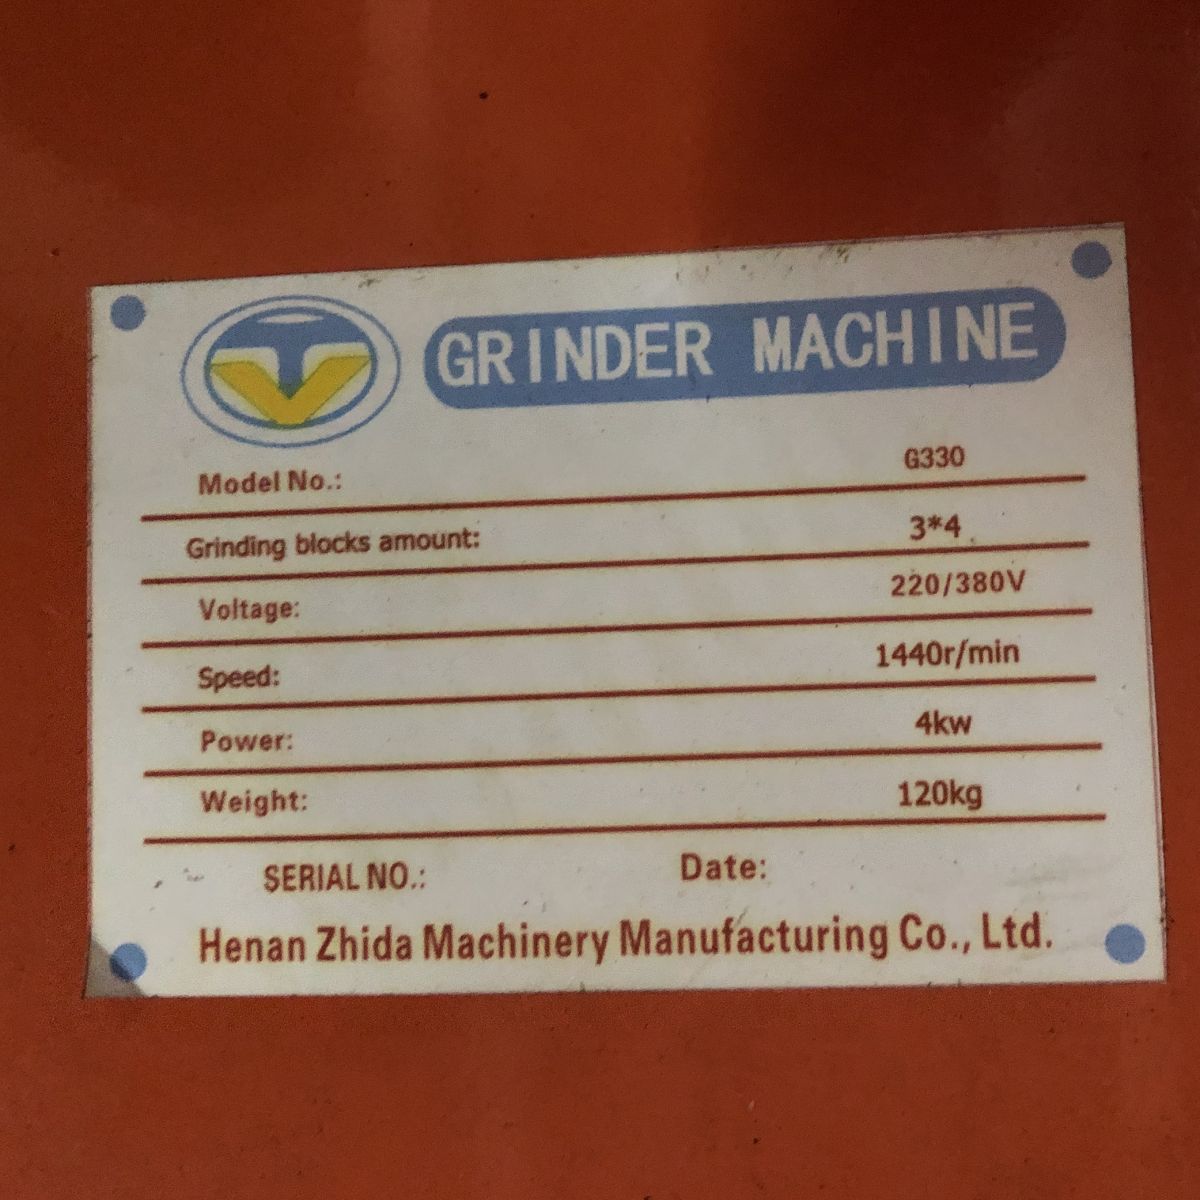 GRINDER MACHINE
Model No.: G330
Grinding blocks amount: 3*4
Voltage: 220/380V
Speed: 1440r/min
Power: 4kw
Weight: 120kg
SERIAL NO.: Date:
Henan Zhida Machinery Manufacturing Co., Ltd.